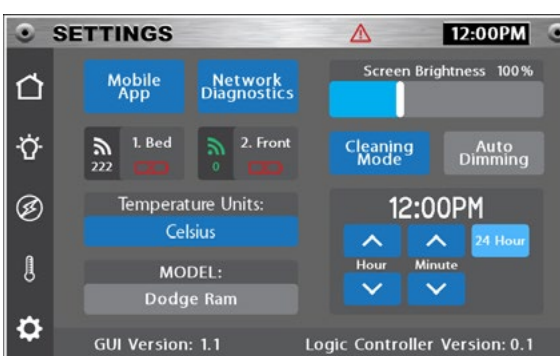 SETTINGS
12:00PM
Mobile
App
Network
Diagnostics
Screen Brightness 100%
1. Bed
222
2. Front
0
Cleaning
Mode
Auto
Dimming
Temperature Units:
Celsius
12:00PM
24 Hour
Hour Minute
MODEL:
Dodge Ram
GUI Version: 1.1
Logic Controller Version: 0.1